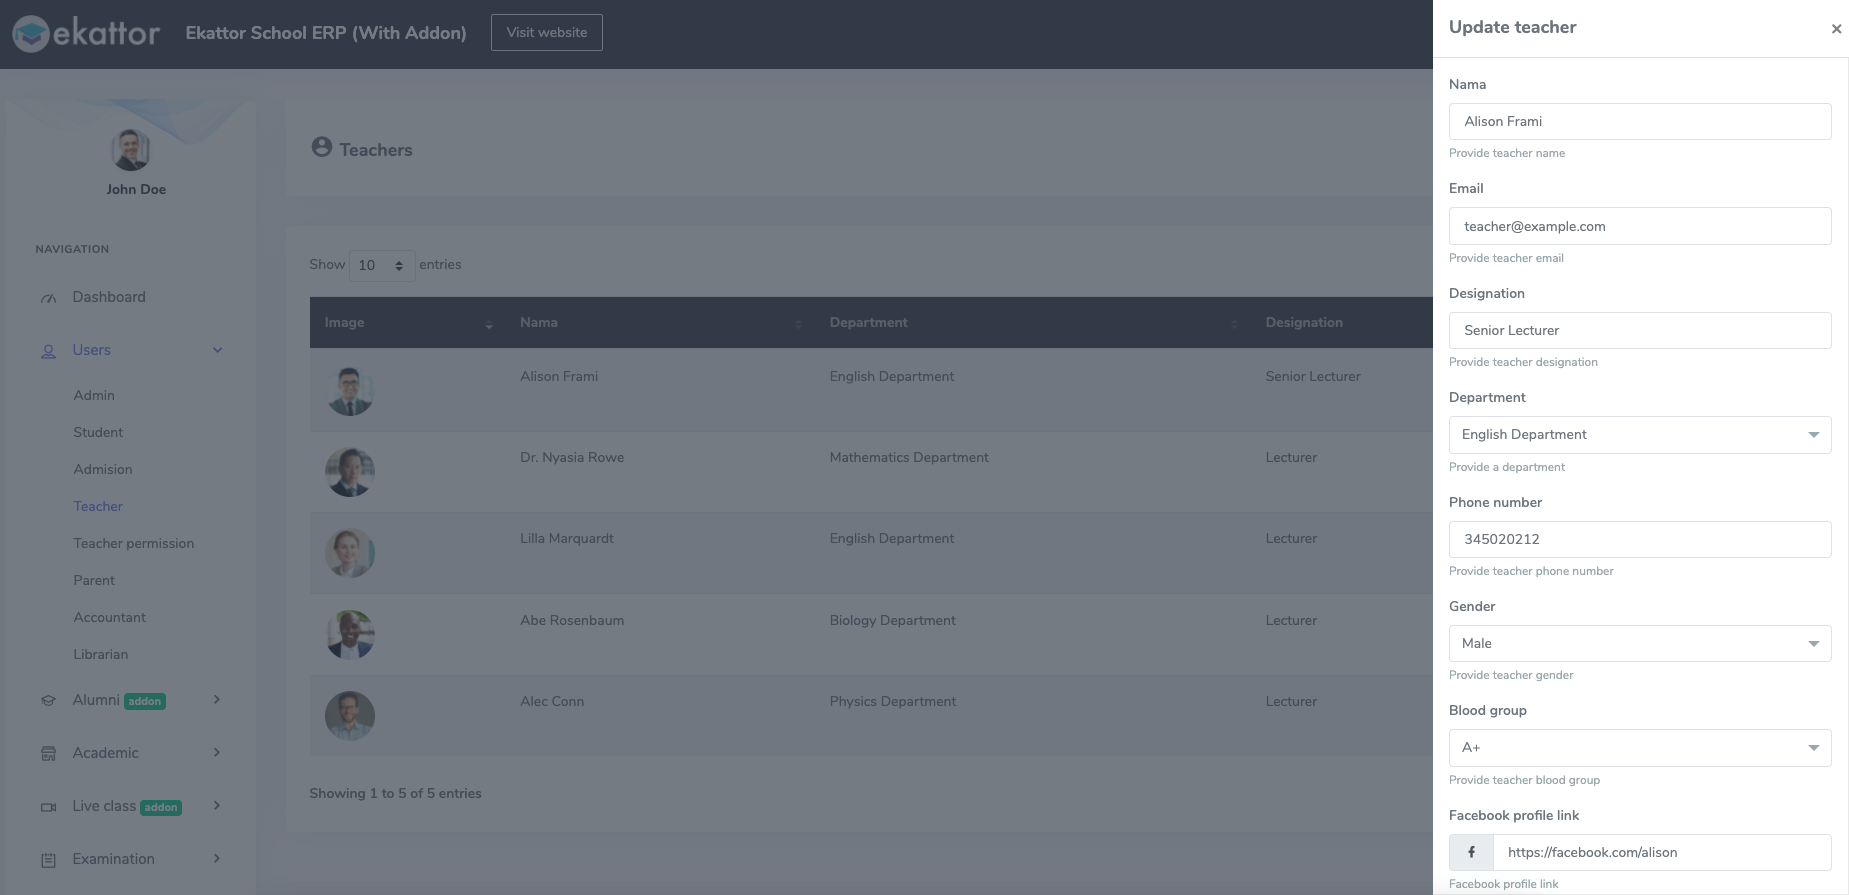 ekattor
Ekattor School ERP (With Addon)
Visit website
John Doe
NAVIGATION
Dashboard
Users
Admin
Student
Admision
Teacher
Teacher permission
Parent
Accountant
Librarian
Alumni addon
Academic
Live class addon
Examination
Teachers
Show 10 entries
Image Nama Department Designation
Alison Frami English Department Senior Lecturer
Dr. Nyasia Rowe Mathematics Department Lecturer
Lilla Marquardt English Department Lecturer
Abe Rosenbaum Biology Department Lecturer
Alec Conn Physics Department Lecturer
Showing 1 to 5 of 5 entries
Update teacher ×
Nama
Alison Frami
Provide teacher name
Email
teacher@example.com
Provide teacher email
Designation
Senior Lecturer
Provide teacher designation
Department
English Department
Provide a department
Phone number
345020212
Provide teacher phone number
Gender
Male
Provide teacher gender
Blood group
A+
Provide teacher blood group
Facebook profile link
https://facebook.com/alison
Facebook profile link